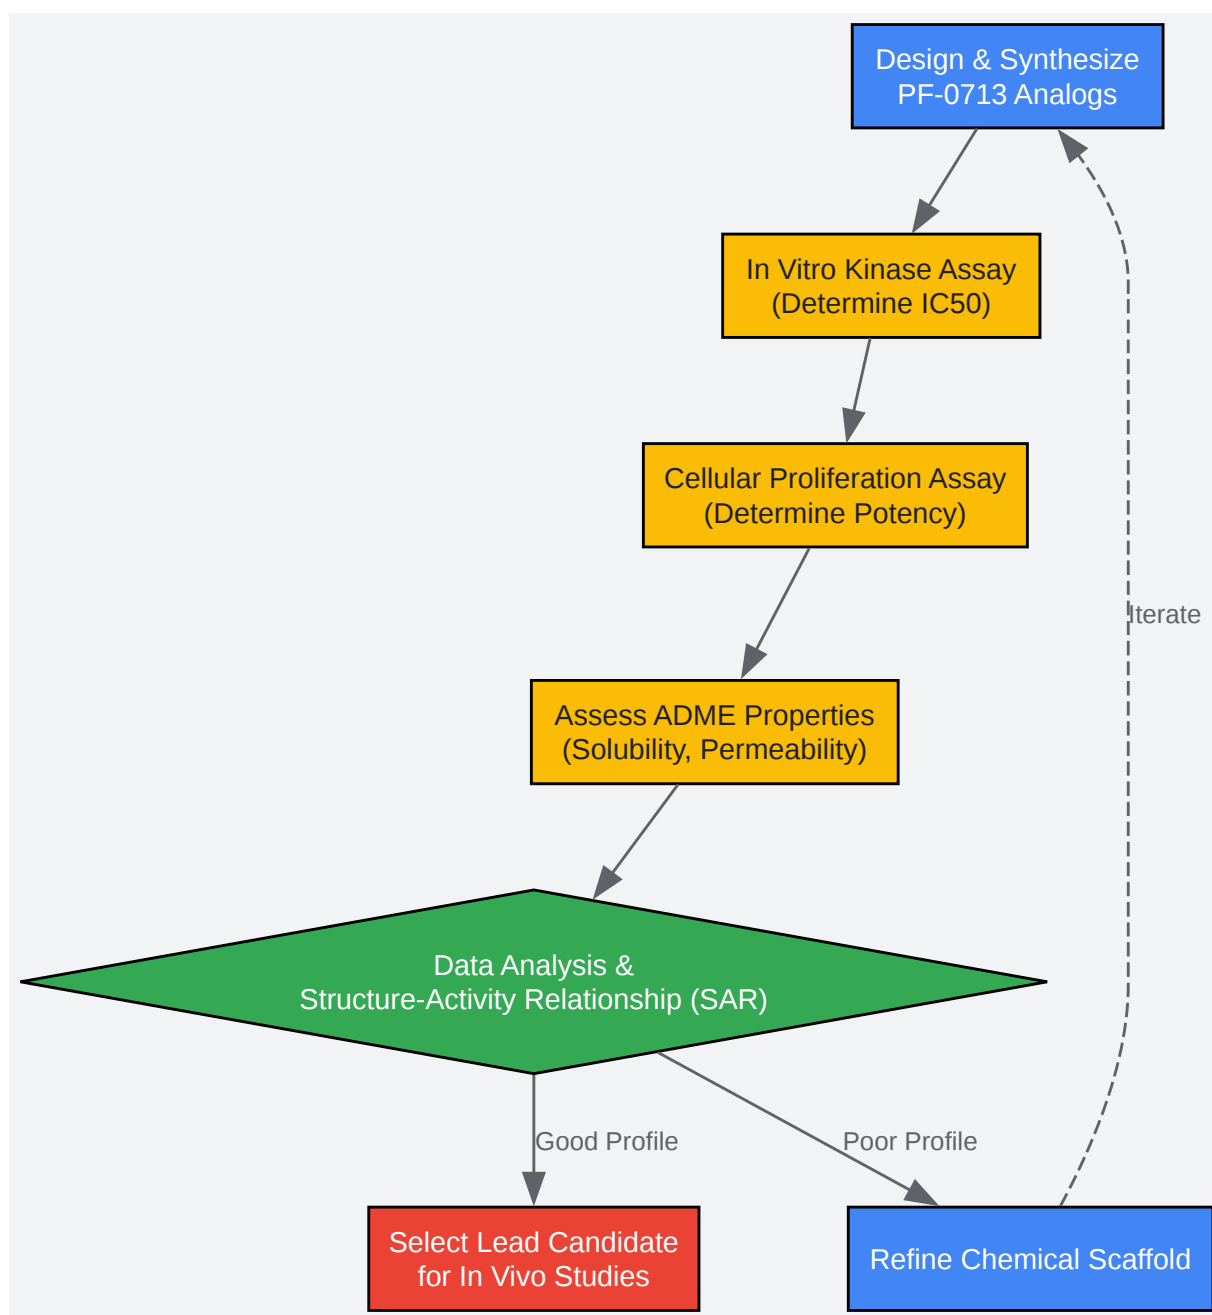 Design & Synthesize
PF-0713 Analogs
In Vitro Kinase Assay
(Determine IC50)
Cellular Proliferation Assay
(Determine Potency)
Iterate
Assess ADME Properties
(Solubility, Permeability)
Data Analysis &
Structure-Activity Relationship (SAR)
Good Profile
Poor Profile
Select Lead Candidate
for In Vivo Studies
Refine Chemical Scaffold